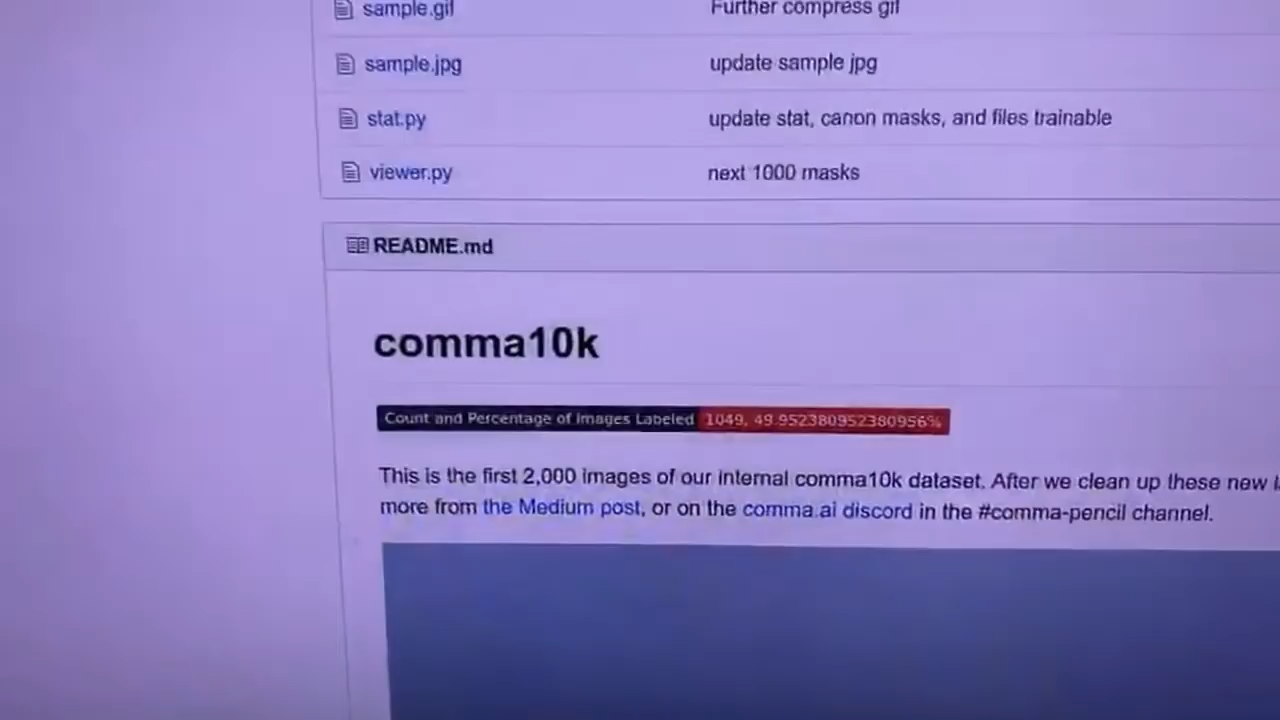 sample.gif Further compress gif
sample.jpg update sample jpg
stat.py update stat, canon masks, and files trainable
viewer.py next 1000 masks
README.md
comma10k
Count and Percentage of Images Labeled 1049, 49.952380952380956%
This is the first 2,000 images of our internal comma10k dataset. After we clean up these new
more from the Medium post, or on the comma.ai discord in the #comma-pencil channel.